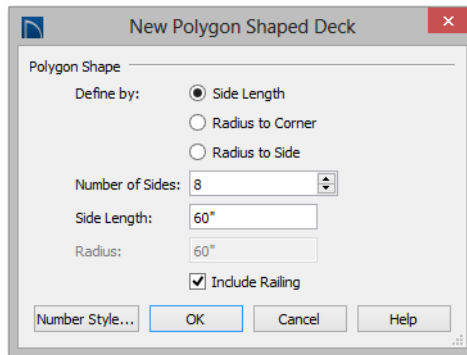 New Polygon Shaped Deck
Polygon Shape
Define by: Side Length
Radius to Corner
Radius to Side
Number of Sides: 8
Side Length: 60"
Radius: 60"
Include Railing
Number Style... OK Cancel Help